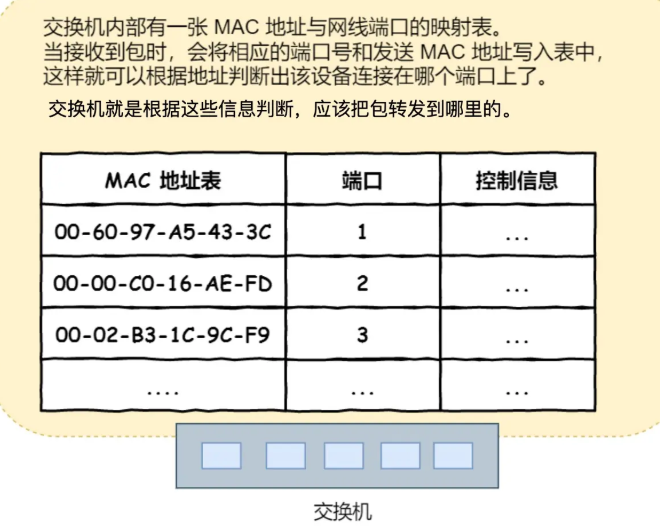 交换机内部有一张 MAC 地址与网线端口的映射表。
当接收到包时，会将相应的端口号和发送 MAC 地址写入表中，
这样就可以根据地址判断出该设备连接在哪个端口上了。
交换机就是根据这些信息判断，应该把包转发到哪里的。
MAC 地址表 端口 控制信息
00-60-97-A5-43-3C 1 ...
00-00-C0-16-AE-FD 2 ...
00-02-B3-1C-9C-F9 3 ...
.... ... ...
交换机